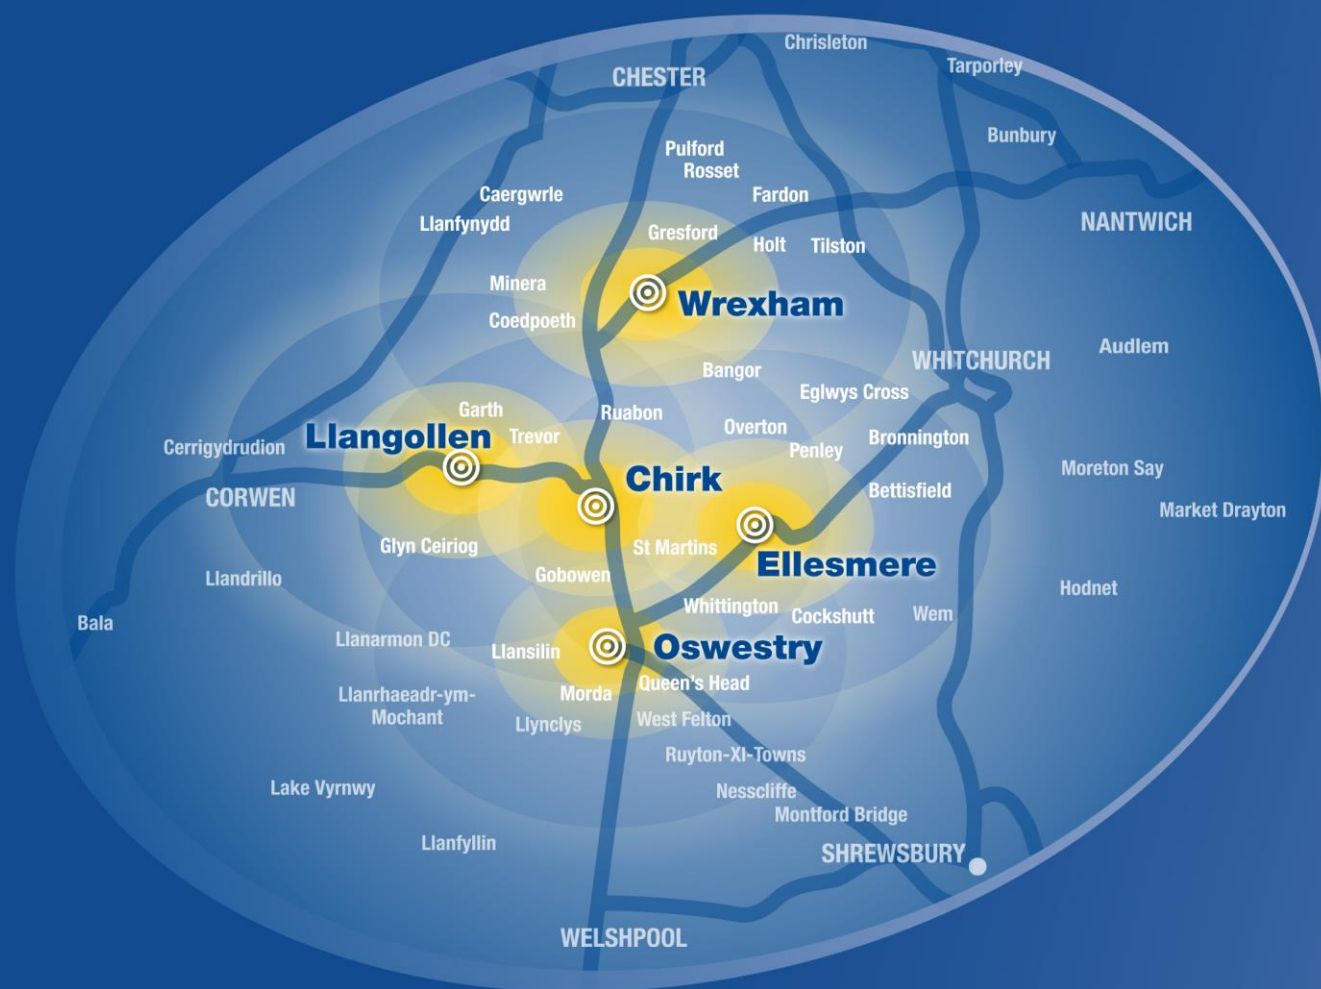 Chrisleton
Tarporley
CHESTER
Bunbury
Pulford
Rosset
Caergwrle
Fardon
Llanfynydd
NANTWICH
Gresford
Holt
Tilston
Minera
Wrexham
Coedpoeth
Audlem
WHITCHURCH
Bangor
Eglwys Cross
Garth
Ruabon
Overton
Llangollen
Trevor
Bronnington
Cerrigydrudion
Penley
Moreton Say
Chirk
Bettisfield
CORWEN
Market Drayton
Glyn Ceiriog
St Martins
Ellesmere
Gobowen
Llandrillo
Hodnet
Whittington
Cockshutt
Wem
Bala
Llanarmon DC
Llansilin
Oswestry
Queen's Head
Morda
Llanrhaeadr-ym-
Mochant
Llynclys
West Felton
Ruyton-XI-Towns
Lake Vyrnwy
Nesscliffe
Montford Bridge
Llanfyllin
SHREWSBURY
WELSHPOOL